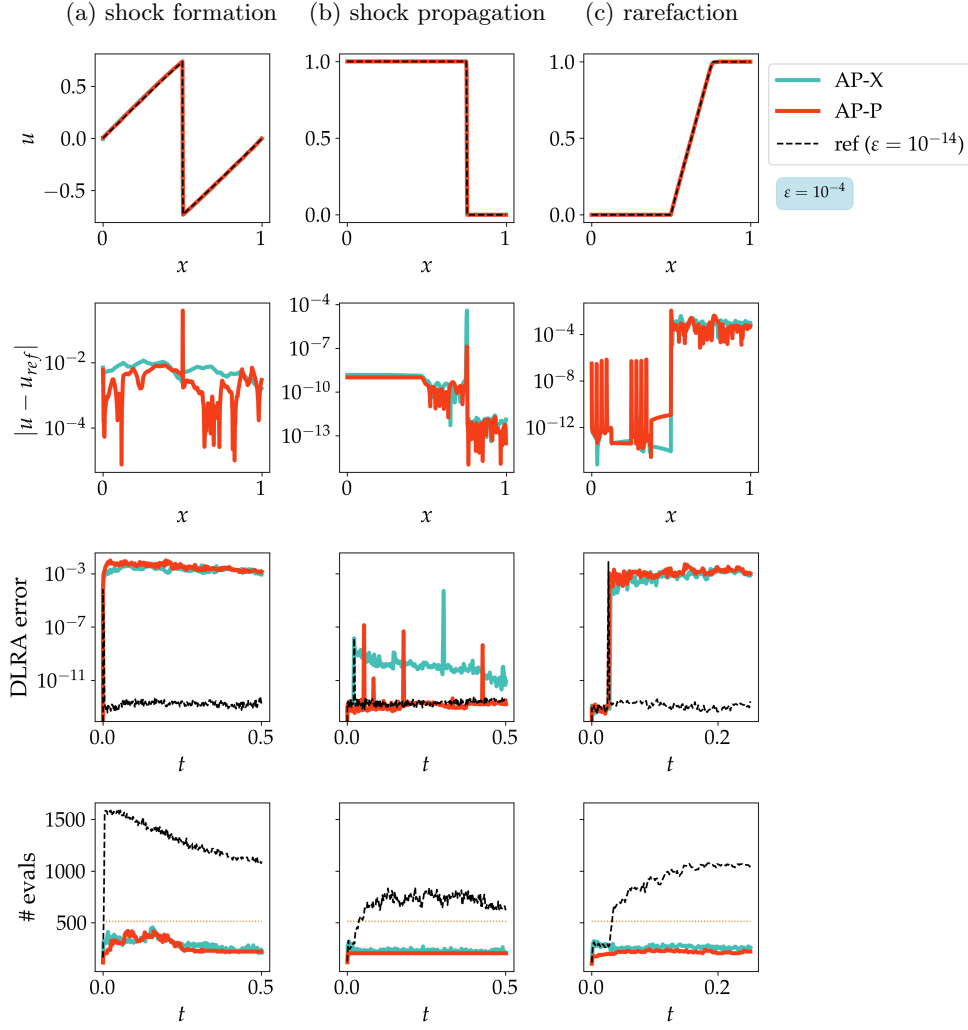 (a) shock formation (b) shock propagation (c) rarefaction
0.5
0.0
−0.5
u
0 1
x
1.0
0.5
0.0
0 1
x
1.0
0.5
0.0
0 1
x
AP-X
AP-P
ref (ε = 10⁻¹⁴)
ε = 10⁻⁴
10⁻²
10⁻⁴
|u − u_ref|
0 1
x
10⁻⁴
10⁻⁷
10⁻¹⁰
10⁻¹³
0 1
x
10⁻⁴
10⁻⁸
10⁻¹²
0 1
x
10⁻³
10⁻⁷
10⁻¹¹
DLRA error
0.0 0.5
t
0.0 0.5
t
0.0 0.2
t
1500
1000
500
# evals
0.0 0.5
t
0.0 0.5
t
0.0 0.2
t